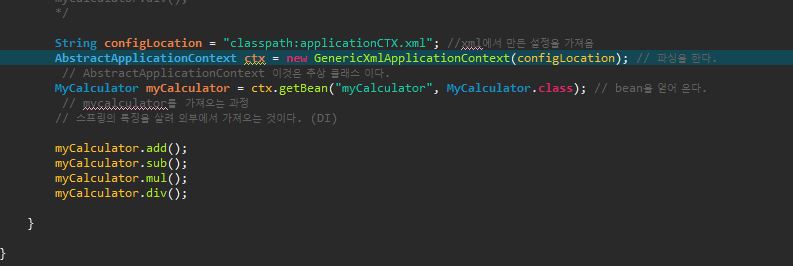 myCalculator.div();
*/
String configLocation = "classpath:applicationCTX.xml"; //xml에서 만든 설정을 가져옴
AbstractApplicationContext ctx = new GenericXmlApplicationContext(configLocation); // 파싱을 한다.
// AbstractApplicationContext 이것은 추상 클래스 이다.
MyCalculator myCalculator = ctx.getBean("myCalculator", MyCalculator.class); // bean을 얻어 온다.
// mycalculator를 가져오는 과정
// 스프링의 특징을 살려 외부에서 가져오는 것이다. (DI)
myCalculator.add();
myCalculator.sub();
myCalculator.mul();
myCalculator.div();
}
}